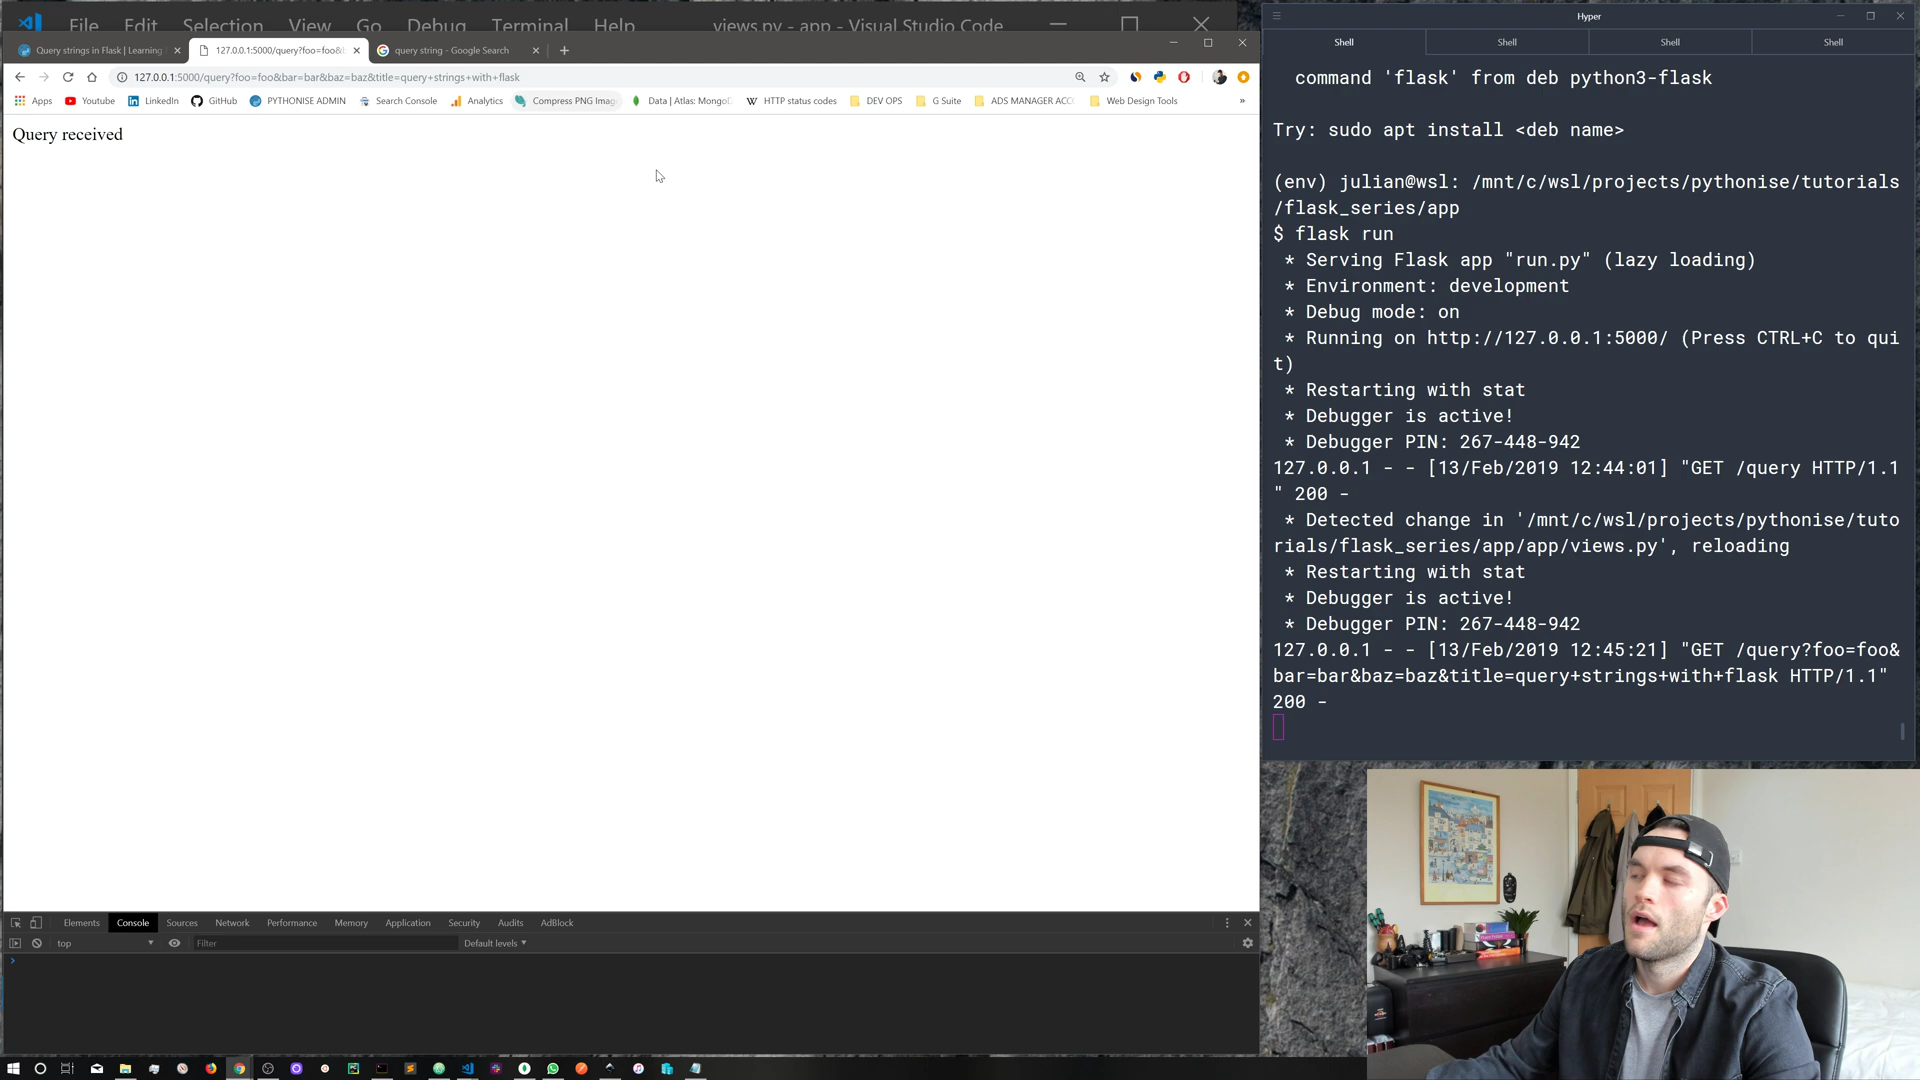 File Edit Selection View Go Debug Terminal Help views.py - app - Visual Studio Code
Query strings in Flask | Learning
127.0.0.1:5000/query?foo=foo&b
query string - Google Search
127.0.0.1:5000/query?foo=foo&bar=bar&baz=baz&title=query+strings+with+flask
Apps Youtube LinkedIn GitHub PYTHONISE ADMIN Search Console Analytics Compress PNG Imag Data | Atlas: MongoD HTTP status codes DEV OPS G Suite ADS MANAGER ACC Web Design Tools »
Query received
Elements Console Sources Network Performance Memory Application Security Audits AdBlock
top Filter Default levels
>
Hyper
Shell Shell Shell Shell
command 'flask' from deb python3-flask
Try: sudo apt install <deb name>
(env) julian@wsl: /mnt/c/wsl/projects/pythonise/tutorials
/flask_series/app
$ flask run
* Serving Flask app "run.py" (lazy loading)
* Environment: development
* Debug mode: on
* Running on http://127.0.0.1:5000/ (Press CTRL+C to qui
t)
* Restarting with stat
* Debugger is active!
* Debugger PIN: 267-448-942
127.0.0.1 - - [13/Feb/2019 12:44:01] "GET /query HTTP/1.1
" 200 -
* Detected change in '/mnt/c/wsl/projects/pythonise/tuto
rials/flask_series/app/app/views.py', reloading
* Restarting with stat
* Debugger is active!
* Debugger PIN: 267-448-942
127.0.0.1 - - [13/Feb/2019 12:45:21] "GET /query?foo=foo&
bar=bar&baz=baz&title=query+strings+with+flask HTTP/1.1"
200 -